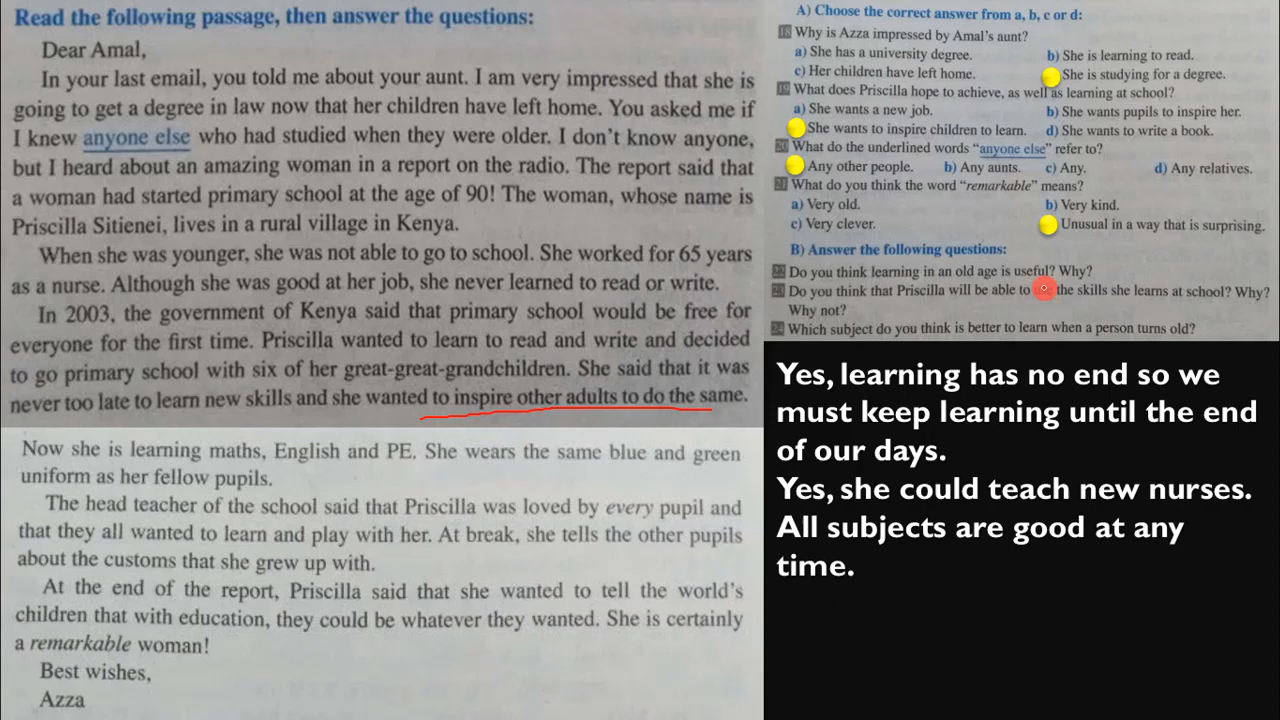 Read the following passage, then answer the questions:
Dear Amal,
In your last email, you told me about your aunt. I am very impressed that she is
going to get a degree in law now that her children have left home. You asked me if
I knew anyone else who had studied when they were older. I don't know anyone,
but I heard about an amazing woman in a report on the radio. The report said that
a woman had started primary school at the age of 90! The woman, whose name is
Priscilla Sitienei, lives in a rural village in Kenya.
When she was younger, she was not able to go to school. She worked for 65 years
as a nurse. Although she was good at her job, she never learned to read or write.
In 2003, the government of Kenya said that primary school would be free for
everyone for the first time. Priscilla wanted to learn to read and write and decided
to go primary school with six of her great-great-grandchildren. She said that it was
never too late to learn new skills and she wanted to inspire other adults to do the same.
Now she is learning maths, English and PE. She wears the same blue and green
uniform as her fellow pupils.
The head teacher of the school said that Priscilla was loved by every pupil and
that they all wanted to learn and play with her. At break, she tells the other pupils
about the customs that she grew up with.
At the end of the report, Priscilla said that she wanted to tell the world's
children that with education, they could be whatever they wanted. She is certainly
a remarkable woman!
Best wishes,
Azza
A) Choose the correct answer from a, b, c or d:
18 Why is Azza impressed by Amal's aunt?
a) She has a university degree. b) She is learning to read.
c) Her children have left home. She is studying for a degree.
19 What does Priscilla hope to achieve, as well as learning at school?
a) She wants a new job. b) She wants pupils to inspire her.
She wants to inspire children to learn. d) She wants to write a book.
20 What do the underlined words "anyone else" refer to?
Any other people. b) Any aunts. c) Any. d) Any relatives.
21 What do you think the word "remarkable" means?
a) Very old. b) Very kind.
c) Very clever. Unusual in a way that is surprising.
B) Answer the following questions:
22 Do you think learning in an old age is useful? Why?
23 Do you think that Priscilla will be able to the skills she learns at school? Why?
Why not?
24 Which subject do you think is better to learn when a person turns old?
Yes, learning has no end so we
must keep learning until the end
of our days.
Yes, she could teach new nurses.
All subjects are good at any
time.